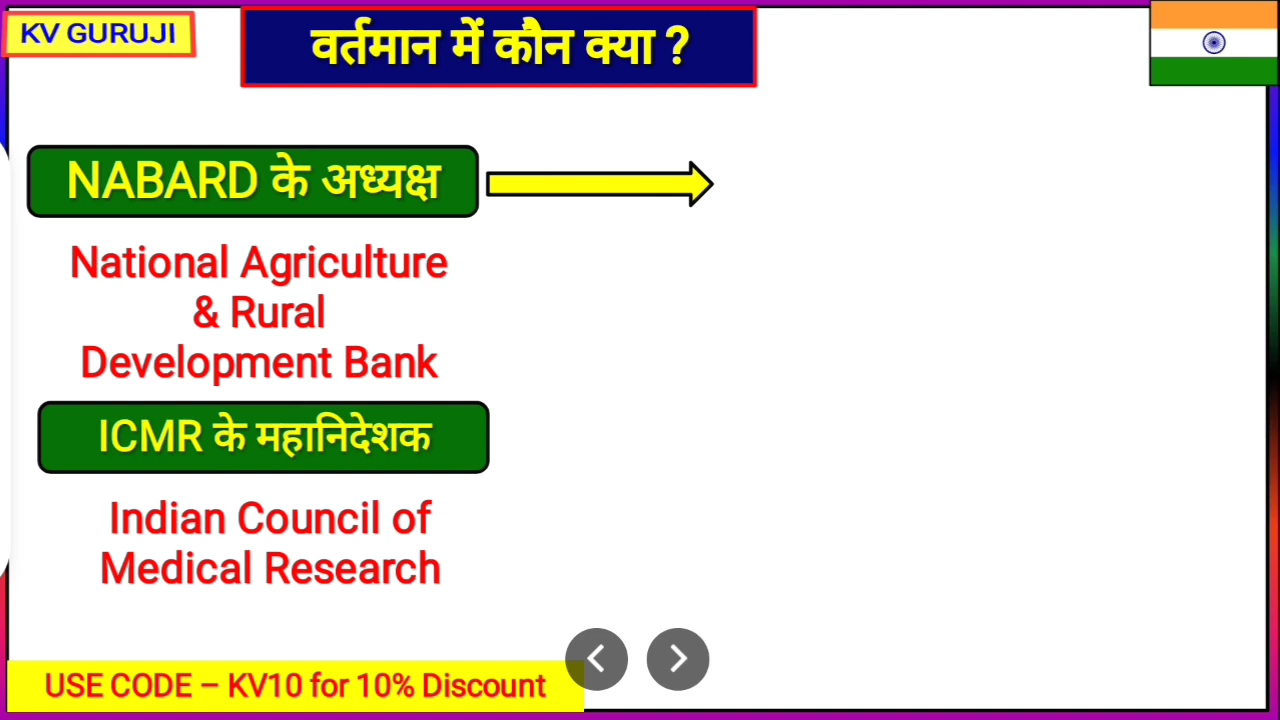 KV GURUJI
वर्तमान में कौन क्या ?
NABARD के अध्यक्ष
National Agriculture
& Rural
Development Bank
ICMR के महानिदेशक
Indian Council of
Medical Research
USE CODE – KV10 for 10% Discount